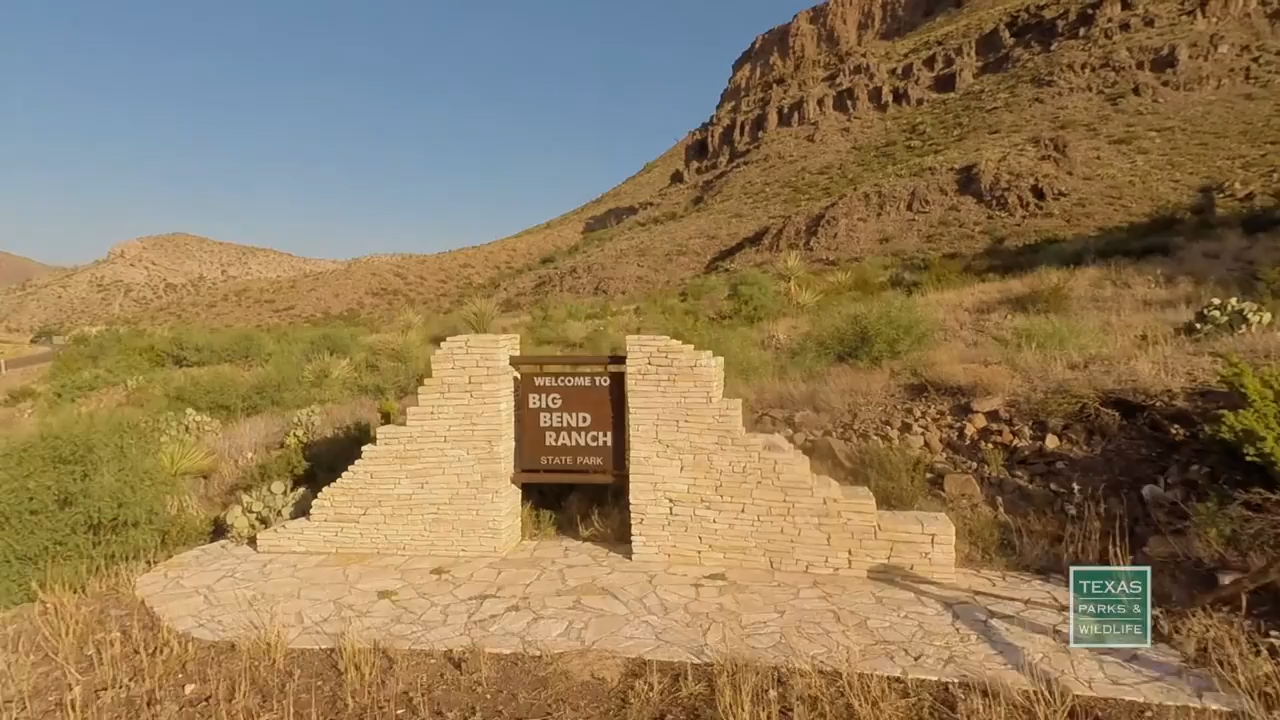 WELCOME TO
BIG
BEND
RANCH
STATE PARK
TEXAS
PARKS &
WILDLIFE